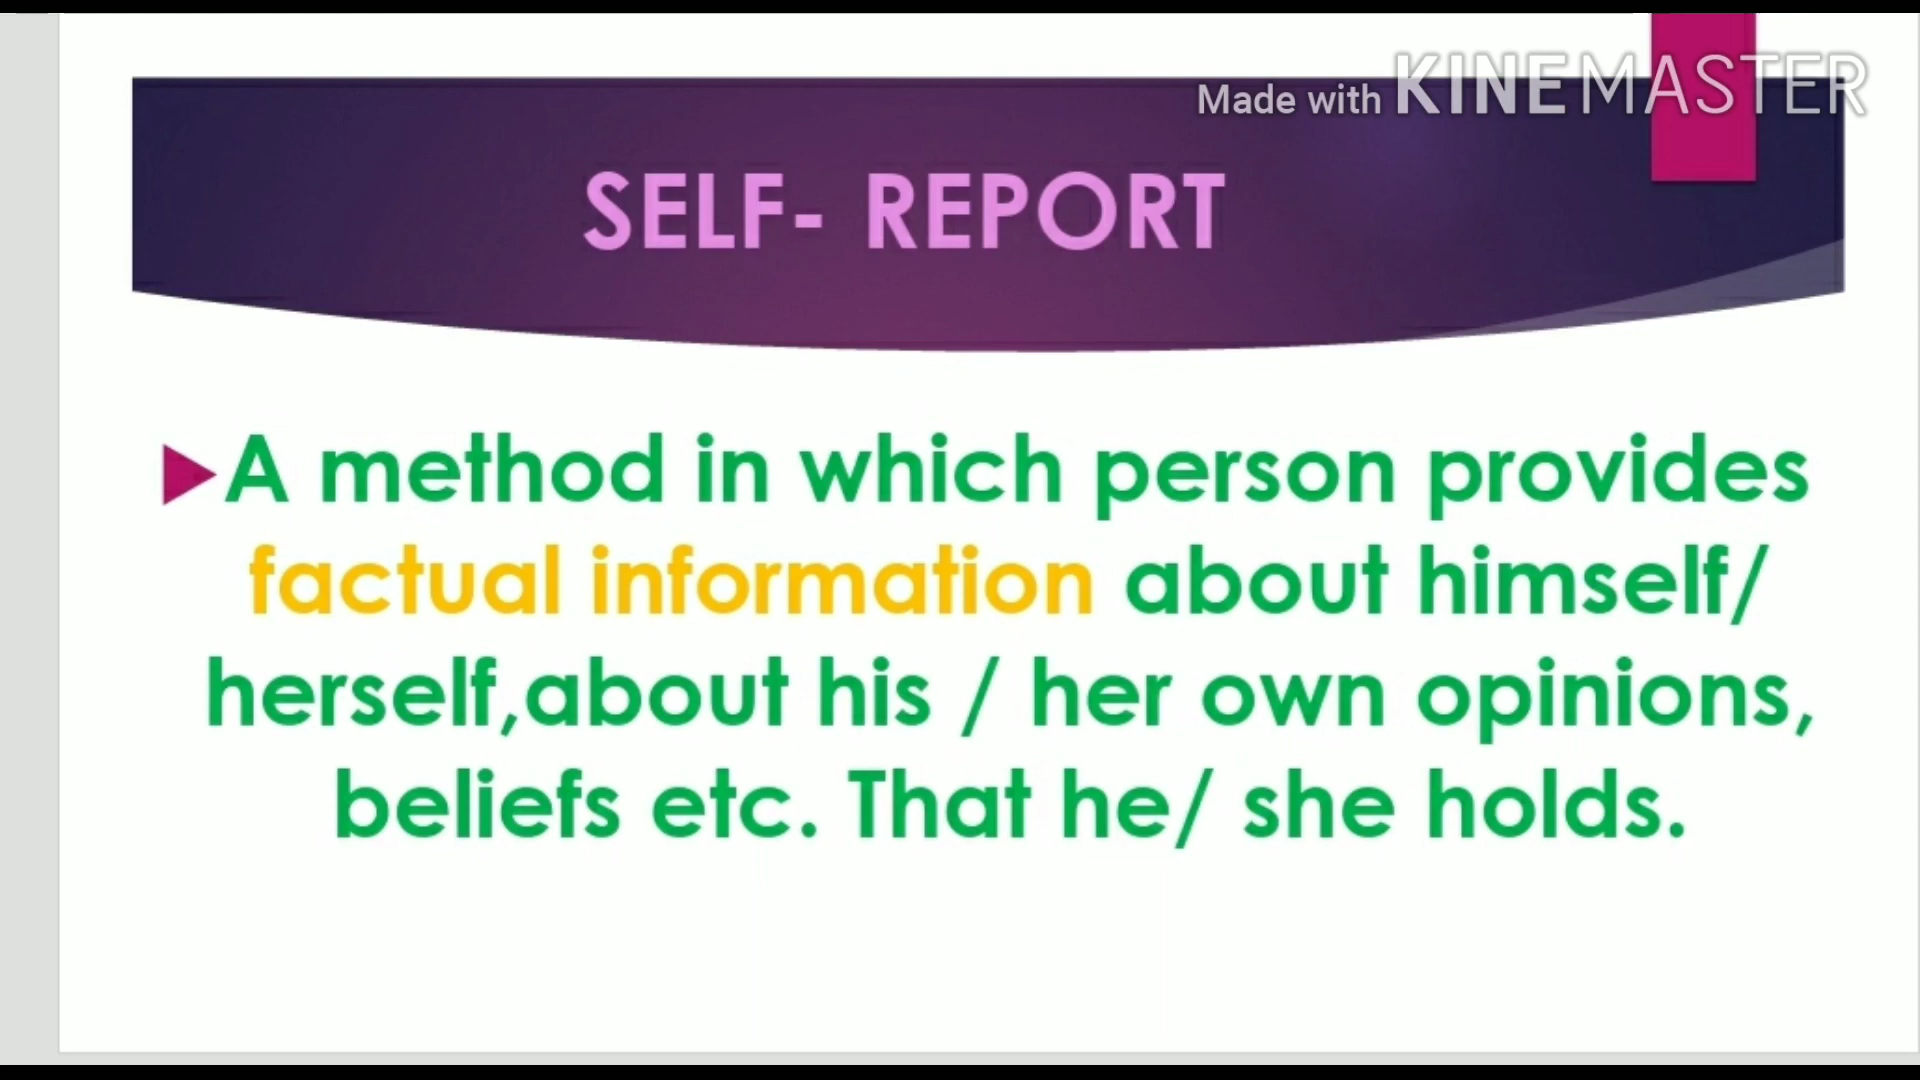 Made with KINEMASTER
SELF- REPORT
A method in which person provides
factual information about himself/
herself,about his / her own opinions,
beliefs etc. That he/ she holds.